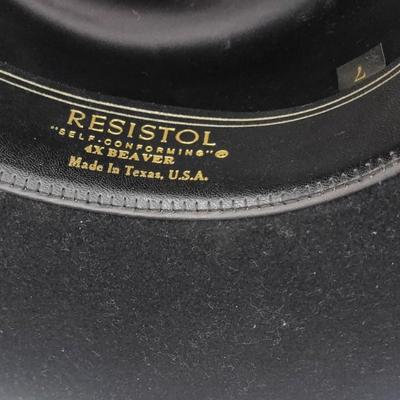 RESISTOL
"SELF-CONFORMING" ®
4X BEAVER
Made In Texas, U.S.A.
7